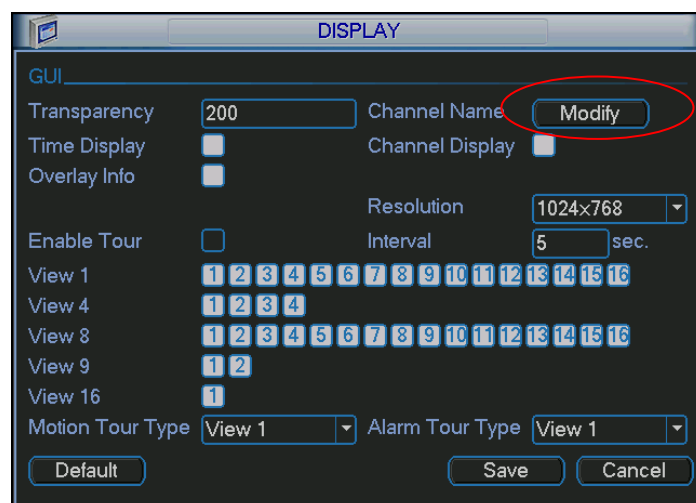 DISPLAY
GUI
Transparency 200 Channel Name Modify
Time Display Channel Display
Overlay Info
Resolution 1024×768
Enable Tour Interval 5 sec.
View 1 1 2 3 4 5 6 7 8 9 10 11 12 13 14 15 16
View 4 1 2 3 4
View 8 1 2 3 4 5 6 7 8 9 10 11 12 13 14 15 16
View 9 1 2
View 16 1
Motion Tour Type View 1 Alarm Tour Type View 1
Default Save Cancel